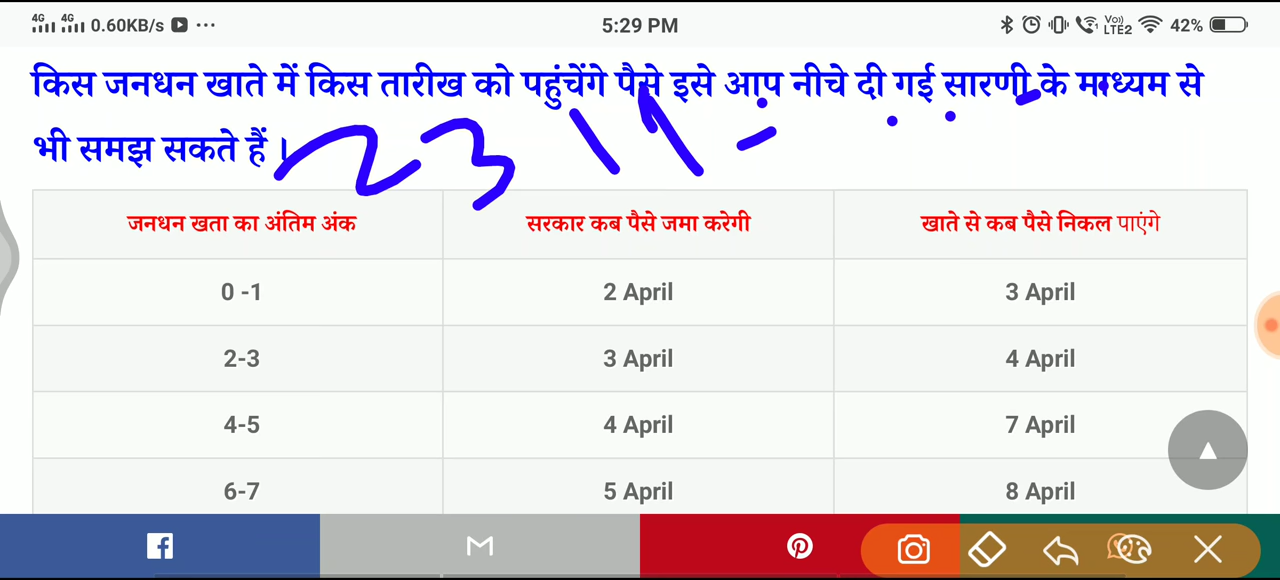 4G 4G 0.60KB/s 5:29 PM Vo)) LTE2 42%
किस जनधन खाते में किस तारीख को पहुंचेंगे पैसे इसे आप नीचे दी गई सारणी के माध्यम से
भी समझ सकते हैं ।
23 11
जनधन खता का अंतिम अंक सरकार कब पैसे जमा करेगी खाते से कब पैसे निकल पाएंगे
0 -1 2 April 3 April
2-3 3 April 4 April
4-5 4 April 7 April
6-7 5 April 8 April